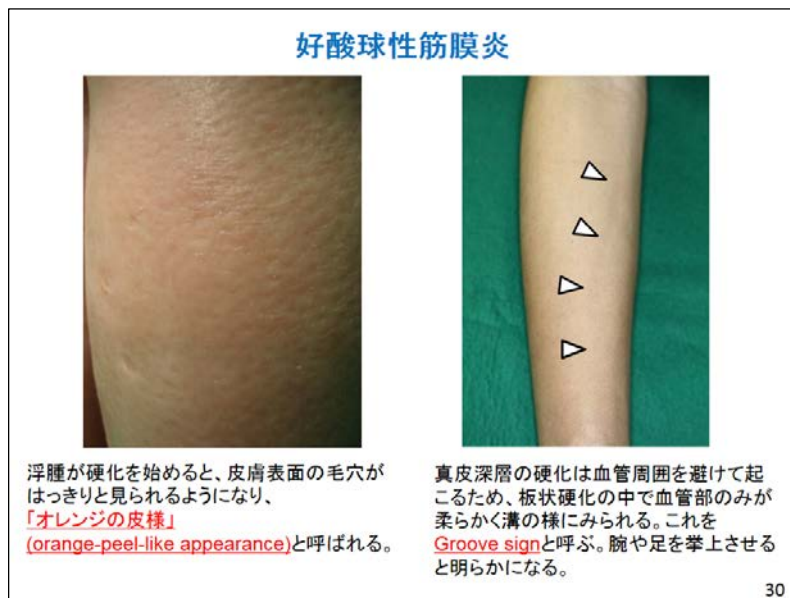 好酸球性筋膜炎
浮腫が硬化を始めると、皮膚表面の毛穴が
はっきりと見られるようになり、
「オレンジの皮様」
(orange-peel-like appearance)と呼ばれる。
真皮深層の硬化は血管周囲を避けて起
こるため、板状硬化の中で血管部のみが
柔らかく溝の様にみられる。これを
Groove signと呼ぶ。腕や足を挙上させる
と明らかになる。
30